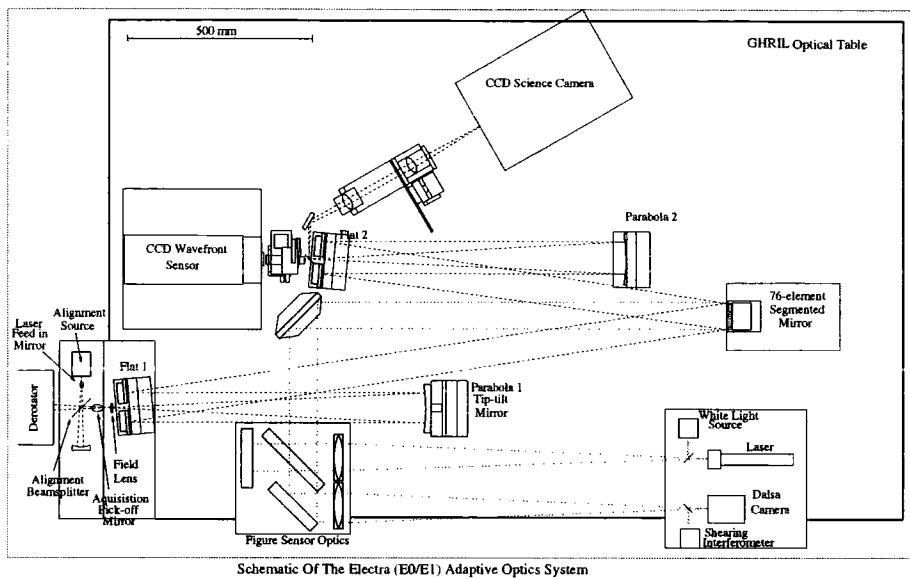 500 mm
GHRIL Optical Table
CCD Science Camera
Parabola 2
Flat 2
CCD Wavefront
Sensor
76-element
Segmented
Mirror
Alignment
Source
Laser
Feed in
Mirror
Flat 1
Derotator
Parabola 1
Tip-tilt
Mirror
White Light
Source
Laser
Field
Lens
Alignment
Beamsplitter
Acquisistion
Pick-off
Mirror
Dalsa
Camera
Figure Sensor Optics
Shearing
Interferometer
Schematic Of The Electra (E0/E1) Adaptive Optics System